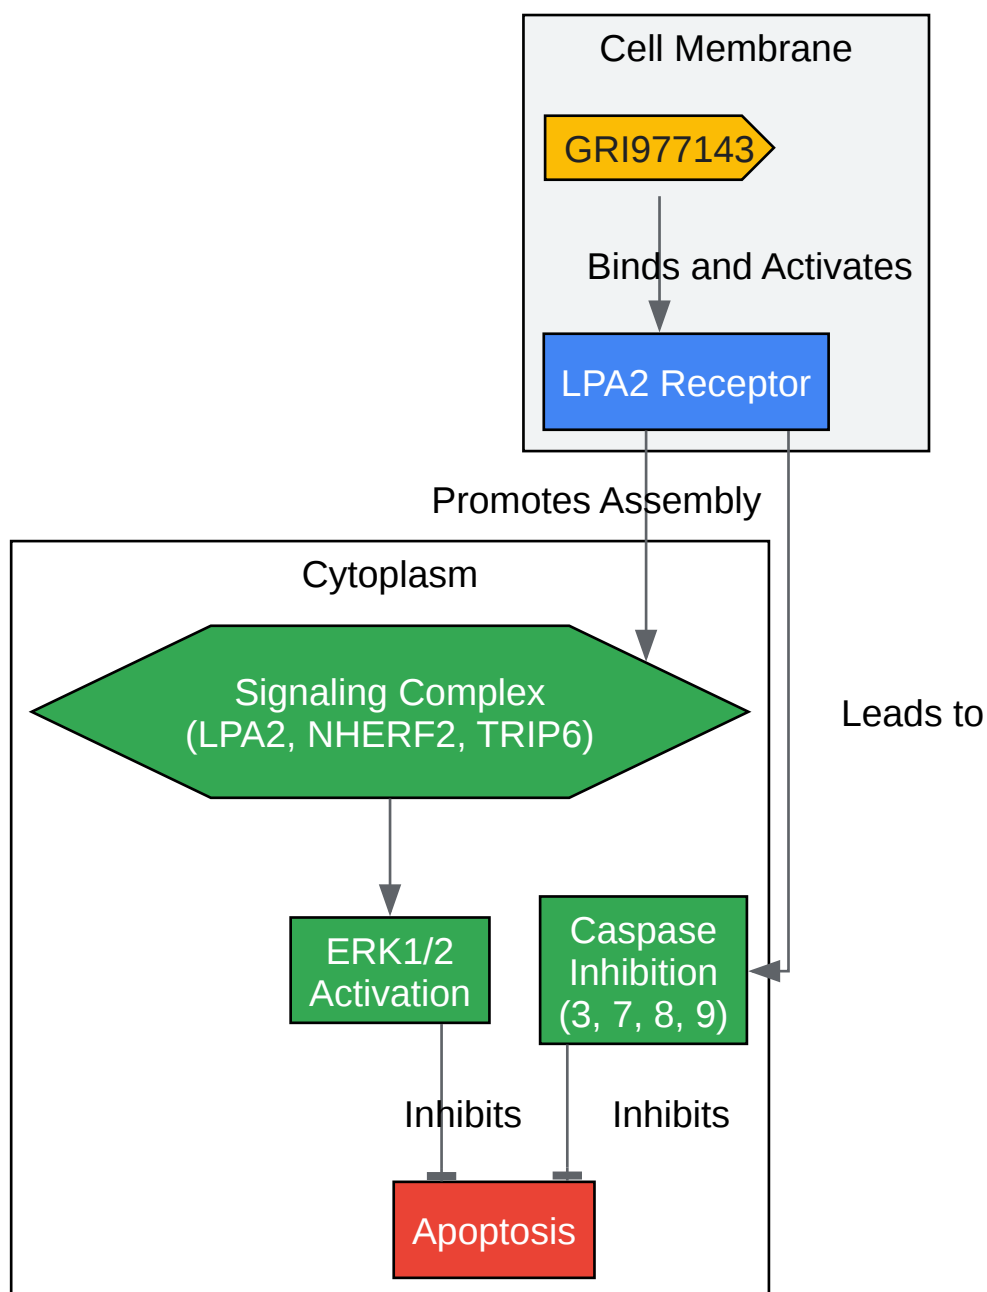 Cell Membrane
GRI977143
Binds and Activates
LPA2 Receptor
Promotes Assembly
Cytoplasm
Signaling Complex
(LPA2, NHERF2, TRIP6)
Leads to
ERK1/2
Activation
Caspase
Inhibition
(3, 7, 8, 9)
Inhibits
Inhibits
Apoptosis